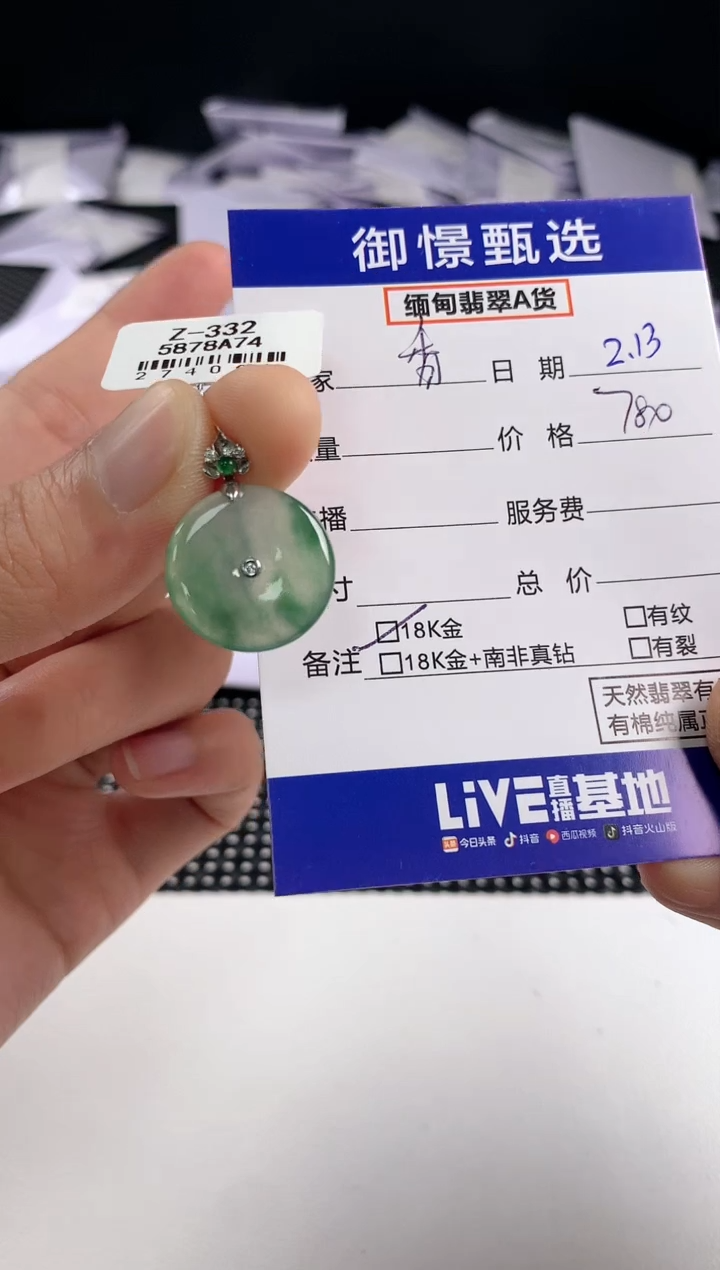 御憬甄选
缅甸翡翠A货
Z-332
5878A74
家 日期 2.13
量 价格 780
播 服务费
寸 总价
18K金 有纹
备注 18K金+南非真钻 有裂
天然翡翠有
有棉纯属正
LiVE直播基地
今日头条 抖音 西瓜视频 抖音火山版